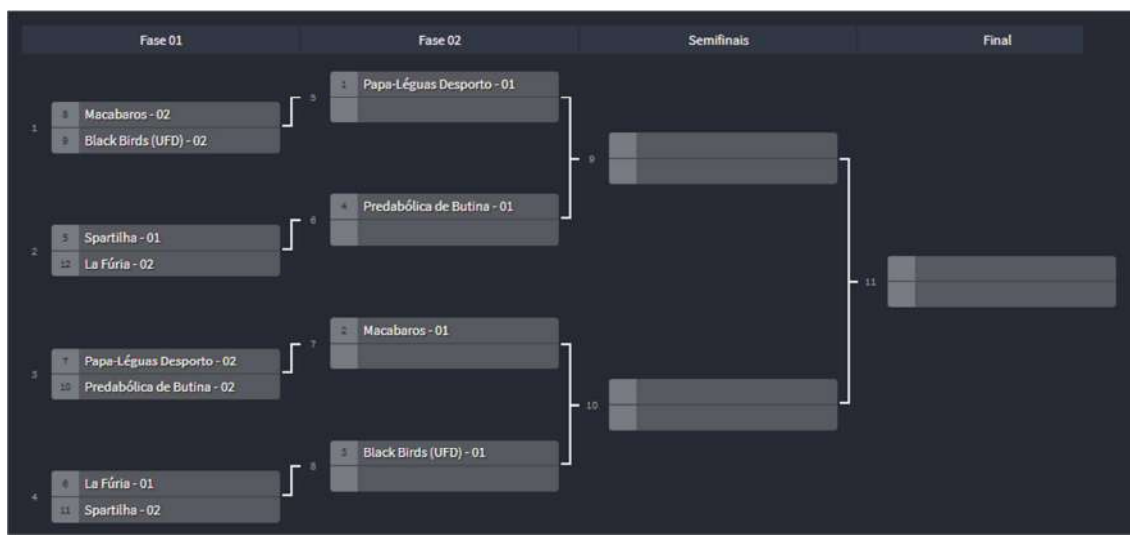 Fase 01
Fase 02
Semifinais
Final
1
8 Macabaros - 02
9 Black Birds (UFD) - 02
2
5 Spartilha - 01
12 La Fúria - 02
3
7 Papa-Léguas Desporto - 02
10 Predabólica de Butina - 02
4
6 La Fúria - 01
11 Spartilha - 02
5
1 Papa-Léguas Desporto - 01
6
4 Predabólica de Butina - 01
7
2 Macabaros - 01
8
3 Black Birds (UFD) - 01
9
10
11